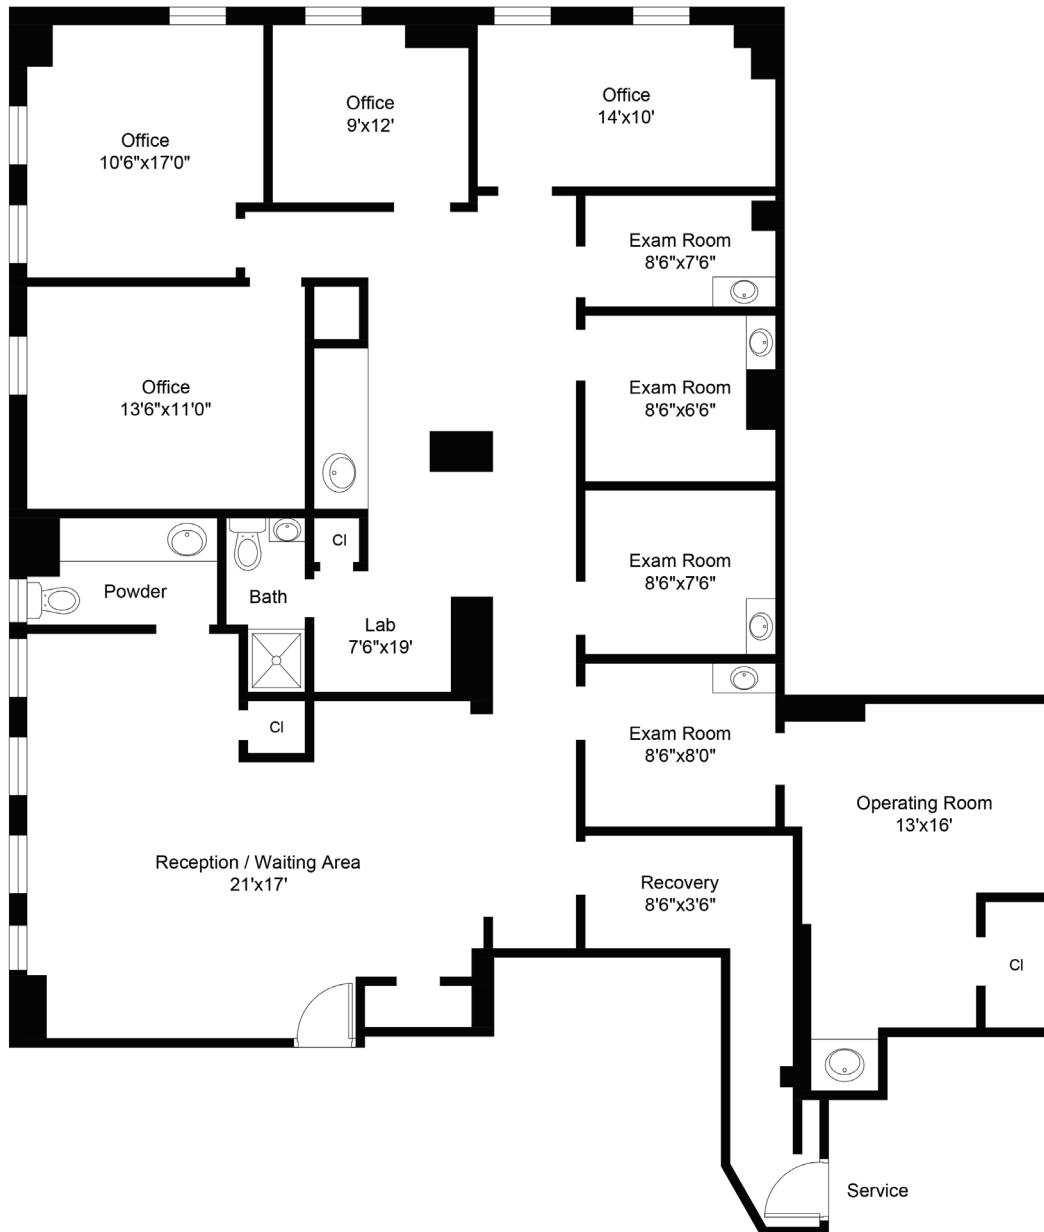 Office
9'x12'
Office
14'x10'
Office
10'6"x17'0"
Exam Room
8'6"x7'6"
Office
13'6"x11'0"
Exam Room
8'6"x6'6"
Cl
Exam Room
8'6"x7'6"
Powder
Bath
Lab
7'6"x19'
Cl
Exam Room
8'6"x8'0"
Operating Room
13'x16'
Reception / Waiting Area
21'x17'
Recovery
8'6"x3'6"
Cl
Service